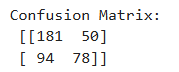 Confusion Matrix:
[[181  50]
[ 94  78]]